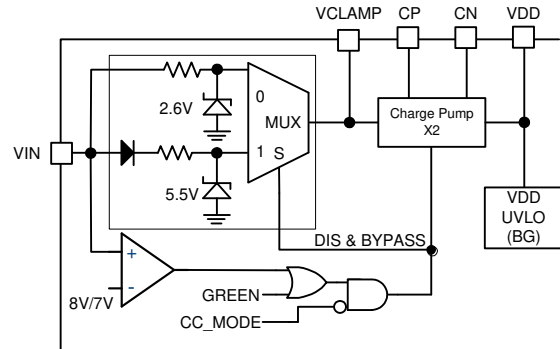 VCLAMP CP CN VDD
0
2.6V
MUX
Charge Pump
X2
VIN
1 S
5.5V
VDD
UVLO
(BG)
DIS & BYPASS
+
-
8V/7V
GREEN
CC_MODE